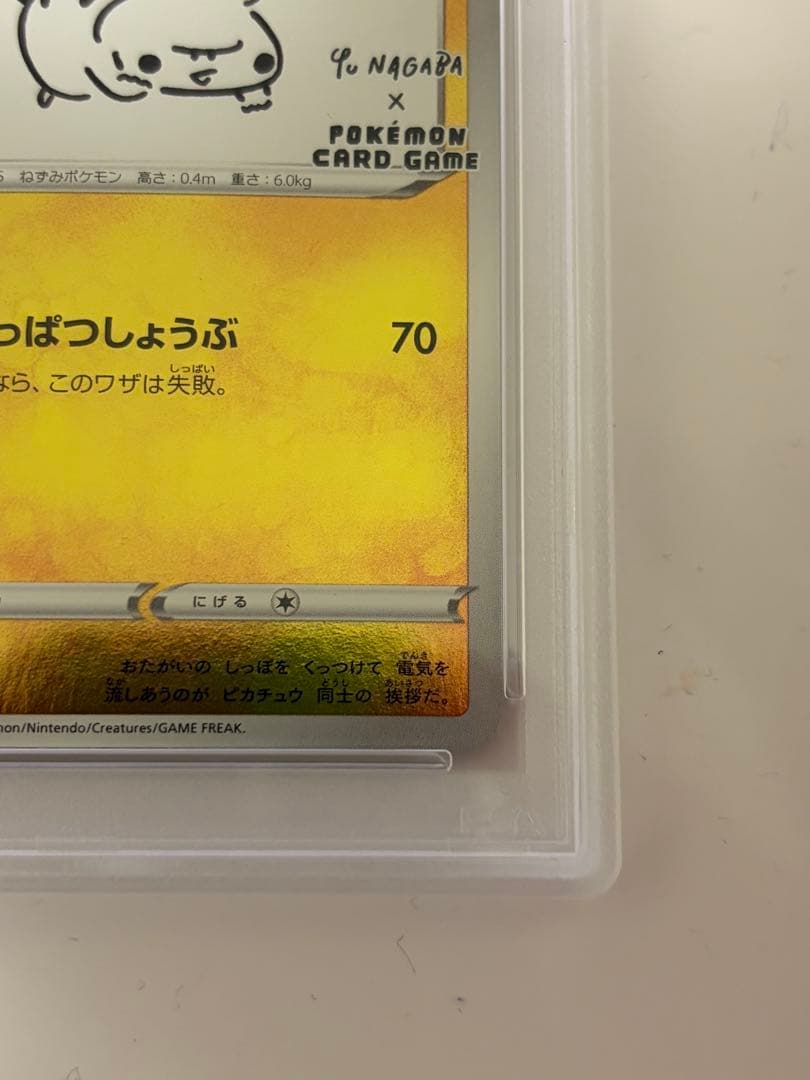 Yu NAGABA
×
POKÉMON
CARD GAME
ねずみポケモン 高さ:0.4m 重さ:6.0kg
っぱつしょうぶ 70
しっぱい
なら、このワザは失敗。
にげる
でんき
おたがいの しっぽを くっつけて 電気を
なが どうし あいさつ
流しあうのが ピカチュウ 同士の 挨拶だ。
mon/Nintendo/Creatures/GAME FREAK.